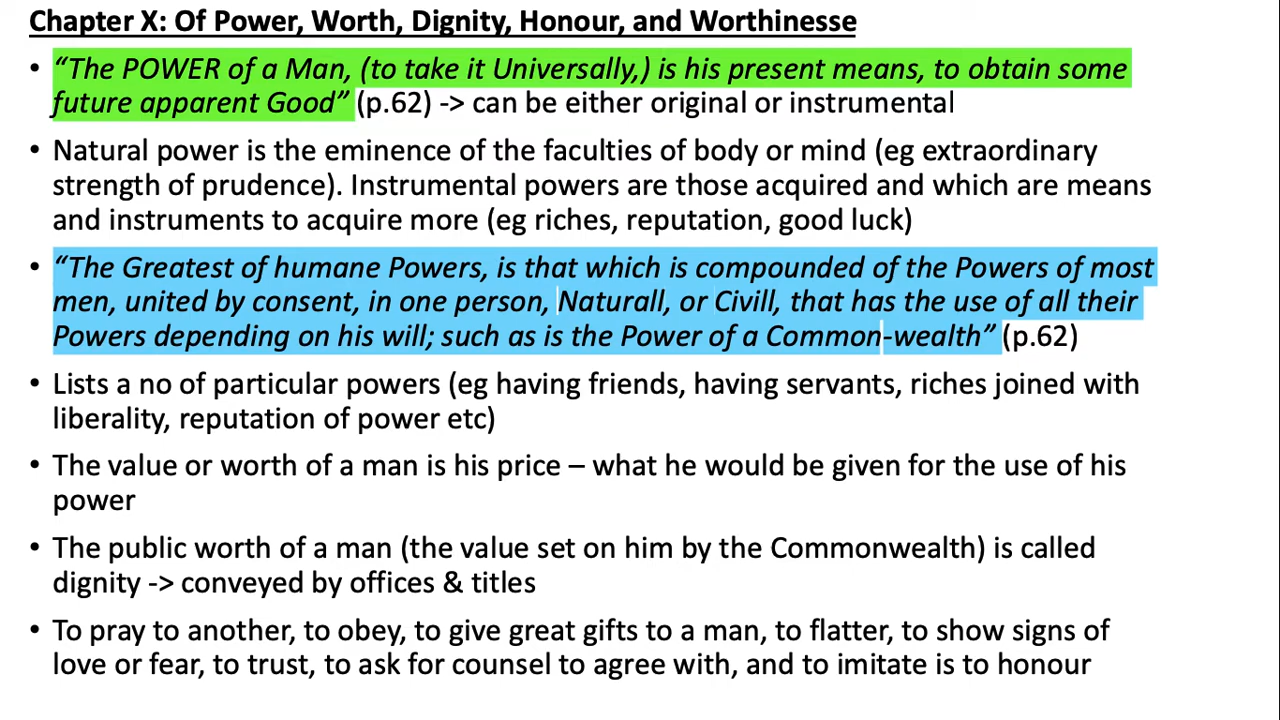 Chapter X: Of Power, Worth, Dignity, Honour, and Worthinesse
• “The POWER of a Man, (to take it Universally,) is his present means, to obtain some
future apparent Good” (p.62) -> can be either original or instrumental
• Natural power is the eminence of the faculties of body or mind (eg extraordinary
strength of prudence). Instrumental powers are those acquired and which are means
and instruments to acquire more (eg riches, reputation, good luck)
• “The Greatest of humane Powers, is that which is compounded of the Powers of most
men, united by consent, in one person, Naturall, or Civill, that has the use of all their
Powers depending on his will; such as is the Power of a Common-wealth” (p.62)
• Lists a no of particular powers (eg having friends, having servants, riches joined with
liberality, reputation of power etc)
• The value or worth of a man is his price – what he would be given for the use of his
power
• The public worth of a man (the value set on him by the Commonwealth) is called
dignity -> conveyed by offices & titles
• To pray to another, to obey, to give great gifts to a man, to flatter, to show signs of
love or fear, to trust, to ask for counsel to agree with, and to imitate is to honour